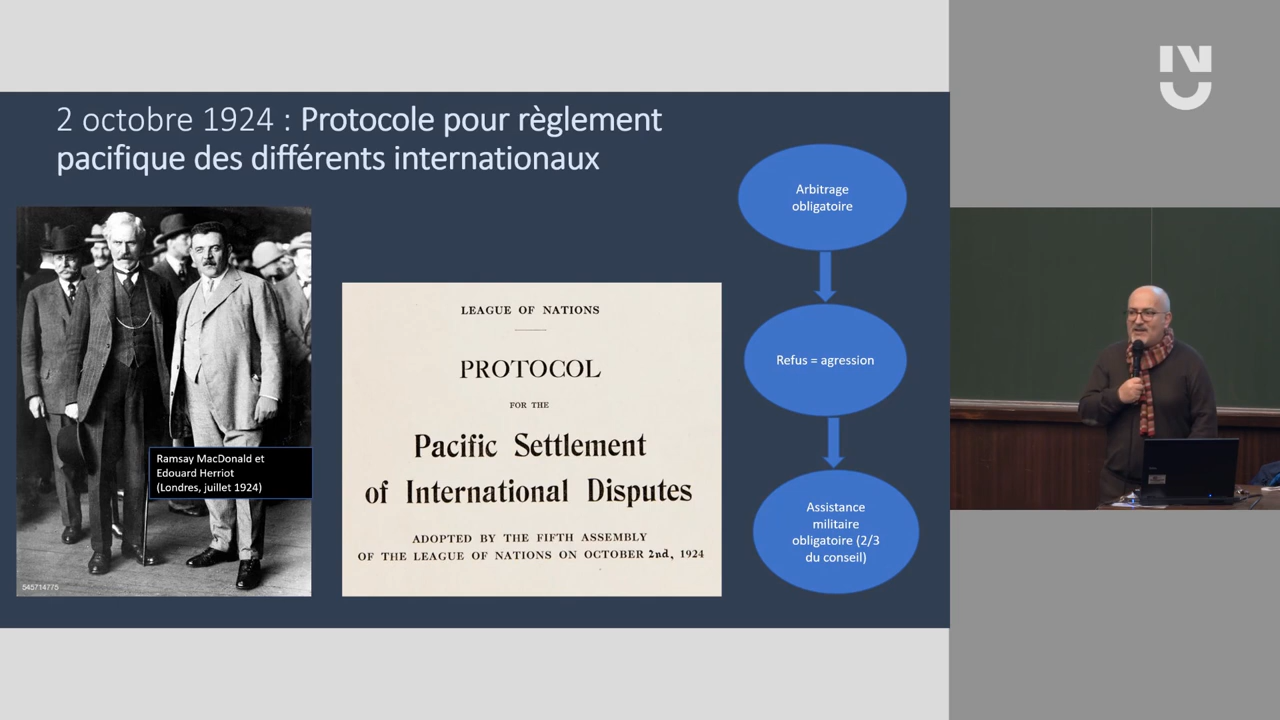 2 octobre 1924 : Protocole pour règlement
pacifique des différents internationaux
Ramsay MacDonald et
Edouard Herriot
(Londres, juillet 1924)
545714775
LEAGUE OF NATIONS
PROTOCOL
FOR THE
Pacific Settlement
of International Disputes
ADOPTED BY THE FIFTH ASSEMBLY
OF THE LEAGUE OF NATIONS ON OCTOBER 2nd, 1924
Arbitrage
obligatoire
Refus = agression
Assistance
militaire
obligatoire (2/3
du conseil)